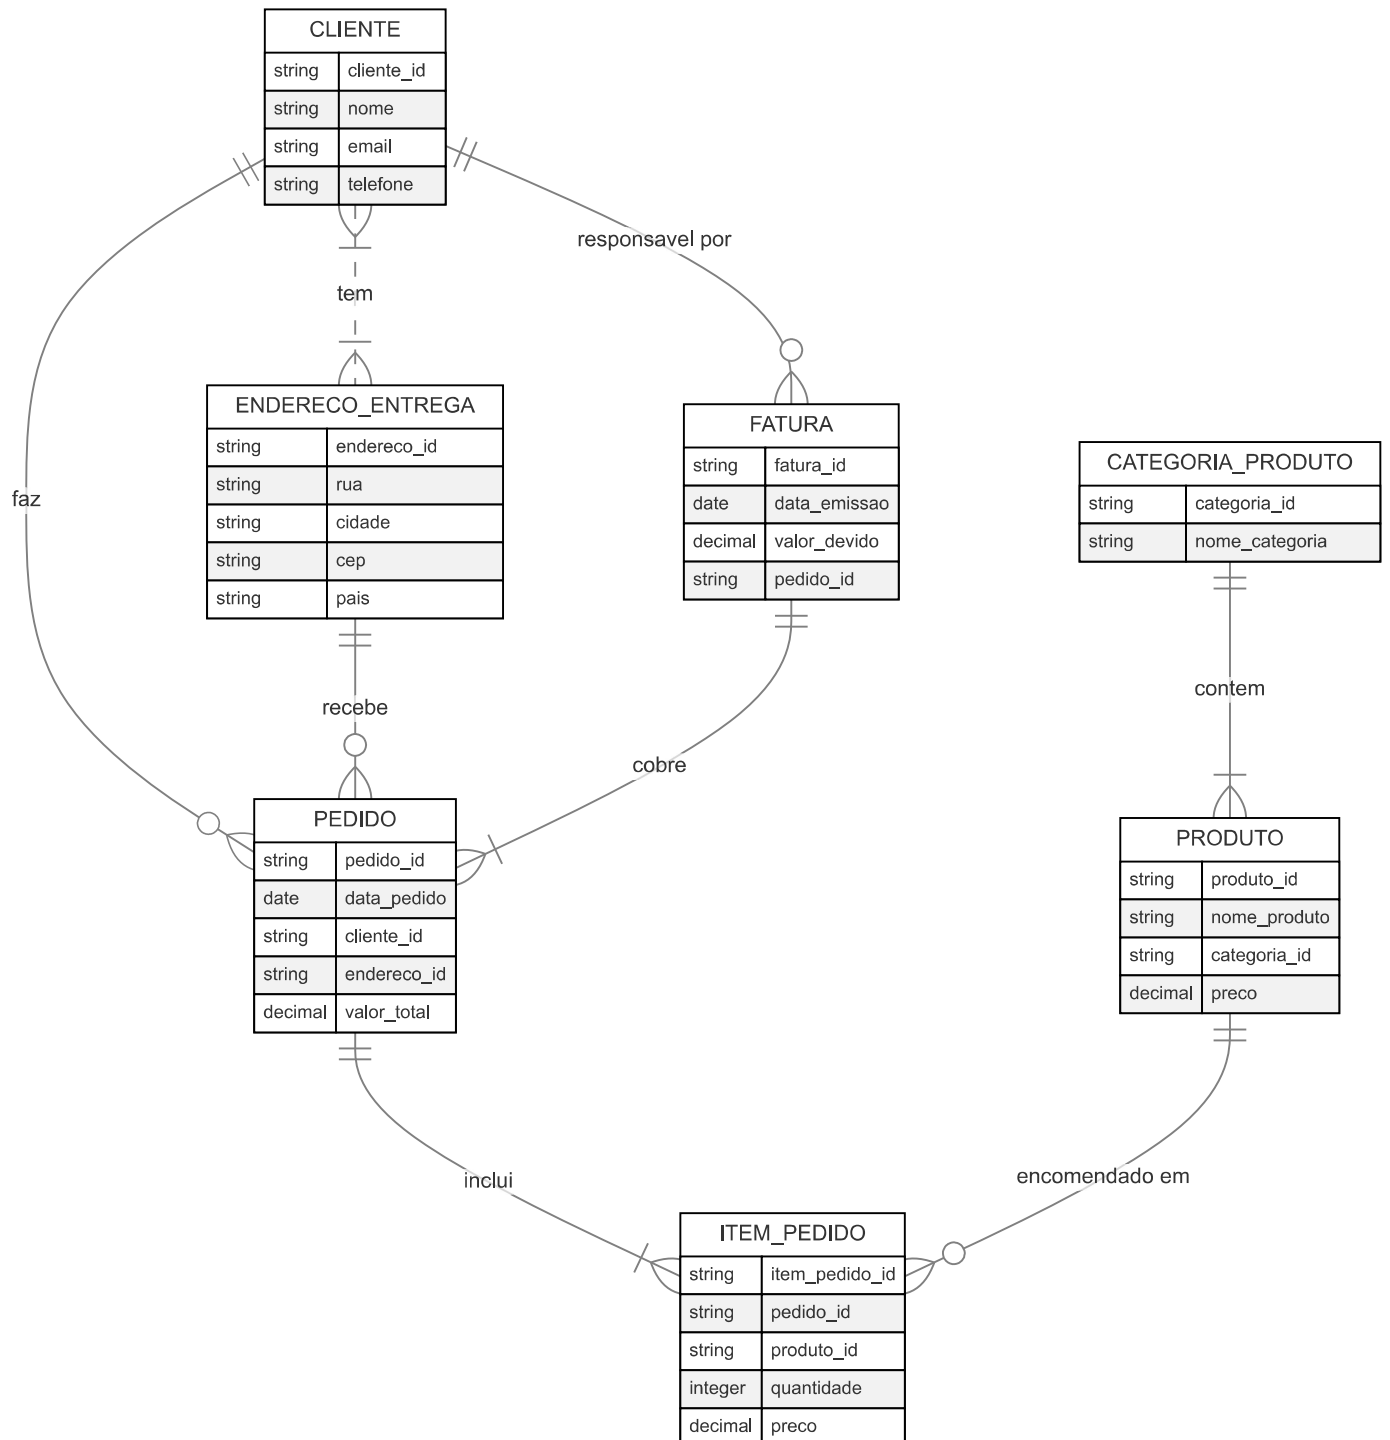 CLIENTE
string cliente_id
string nome
string email
string telefone
responsavel por
tem
faz
ENDERECO_ENTREGA
string endereco_id
string rua
string cidade
string cep
string pais
FATURA
string fatura_id
date data_emissao
decimal valor_devido
string pedido_id
CATEGORIA_PRODUTO
string categoria_id
string nome_categoria
recebe
cobre
contem
PEDIDO
string pedido_id
date data_pedido
string cliente_id
string endereco_id
decimal valor_total
PRODUTO
string produto_id
string nome_produto
string categoria_id
decimal preco
inclui
encomendado em
ITEM_PEDIDO
string item_pedido_id
string pedido_id
string produto_id
integer quantidade
decimal preco